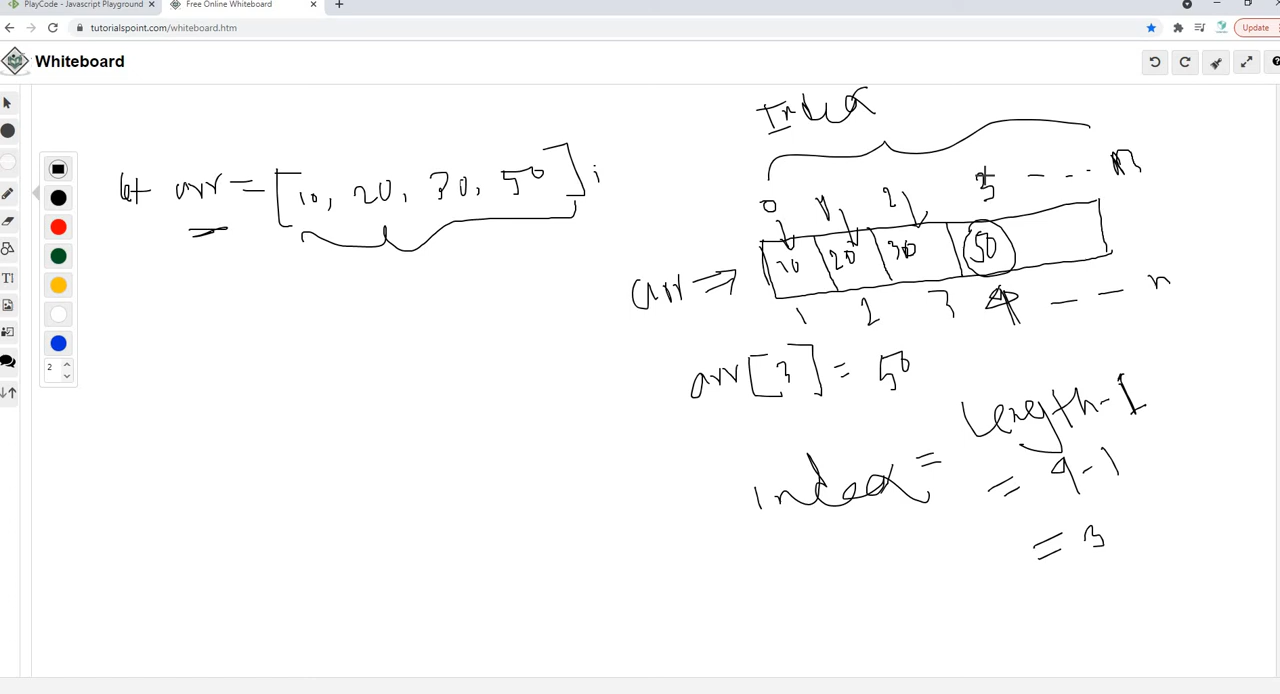 PlayCode - Javascript Playground
Free Online Whiteboard
tutorialspoint.com/whiteboard.htm
Update
Whiteboard
Index
let arr = [10, 20, 30, 50];
0 1 2 3 - - - n
arr ⇒ 10 20 30 50
1 2 3 4 - - n
arr[3] = 50
index = length-1
= 4-1
= 3
2